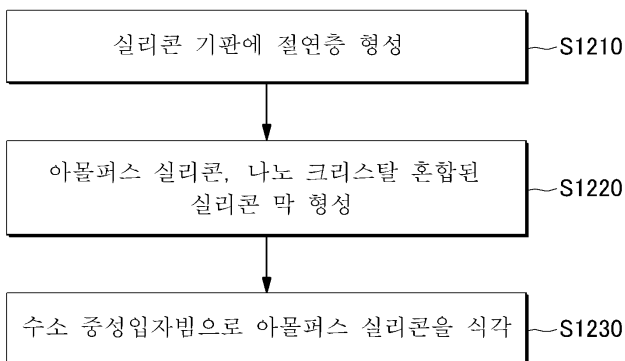 실리콘 기판에 절연층 형성
S1210
아몰퍼스 실리콘, 나노 크리스탈 혼합된
실리콘 막 형성
S1220
수소 중성입자빔으로 아몰퍼스 실리콘을 식각
S1230